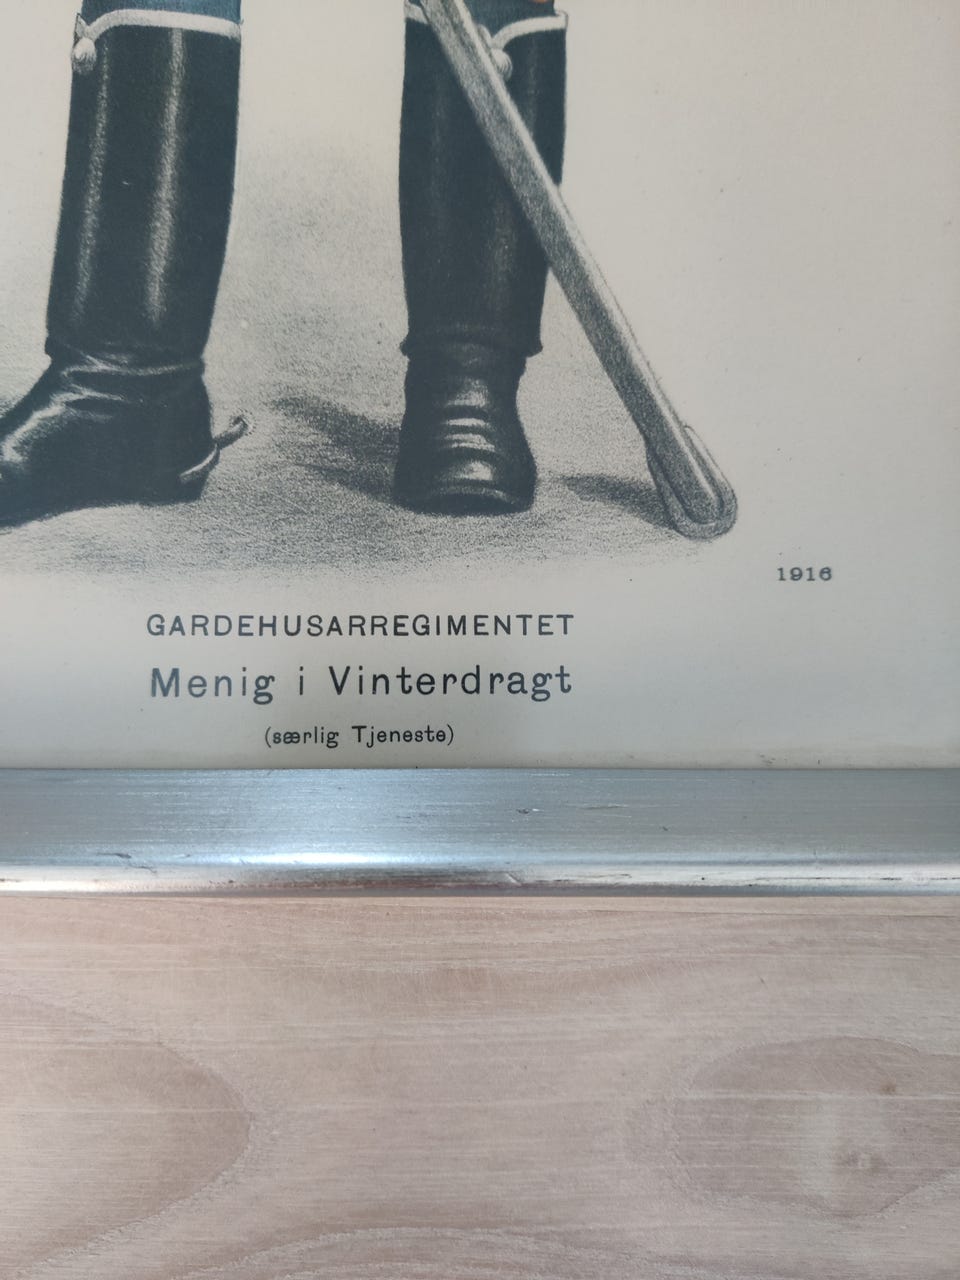 1916
GARDEHUSARREGIMENTET
Menig i Vinterdragt
(særlig Tjeneste)